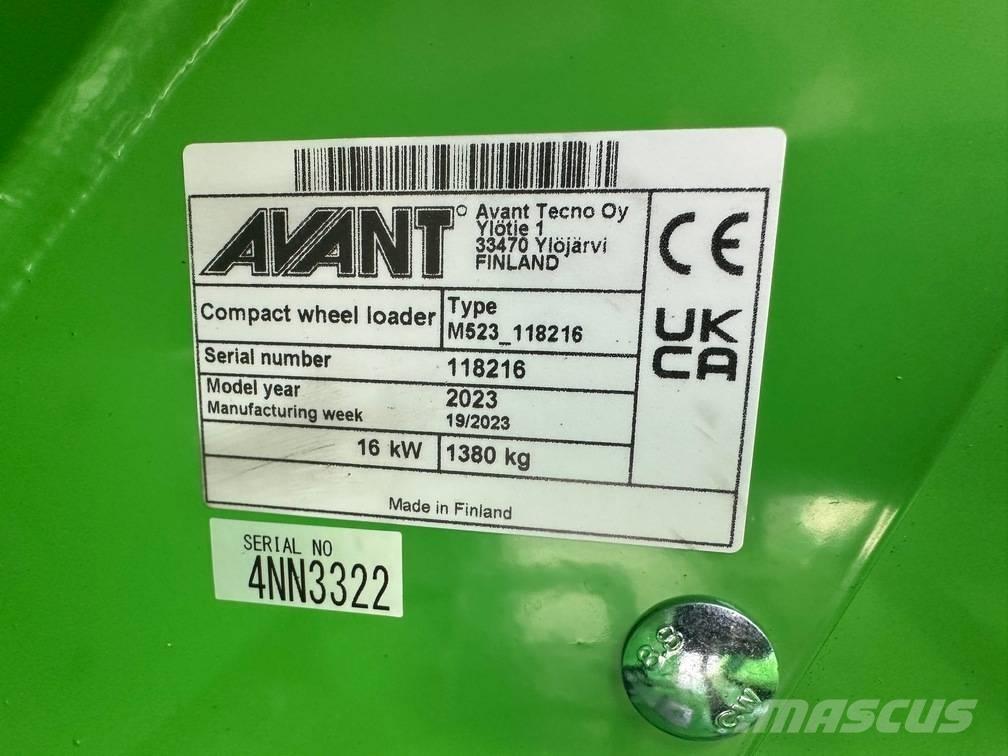 AVANT
Avant Tecno Oy
Ylötie 1
33470 Ylöjärvi
FINLAND
CE
Compact wheel loader
Type
M523_118216
UK
CA
Serial number 118216
Model year 2023
Manufacturing week 19/2023
16 kW 1380 kg
Made in Finland
SERIAL NO
4NN3322
8.8
MASCUS